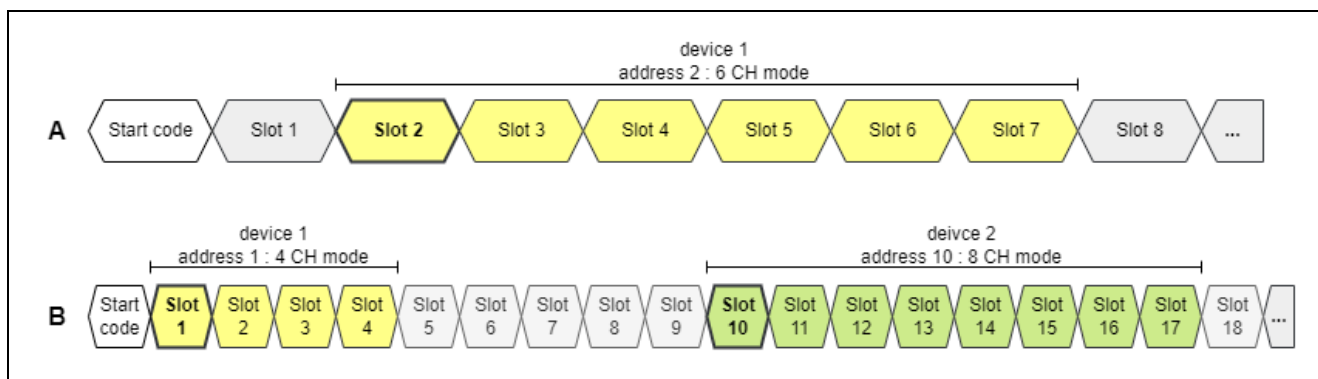 device 1
address 2 : 6 CH mode
A
Start code
Slot 1
Slot 2
Slot 3
Slot 4
Slot 5
Slot 6
Slot 7
Slot 8
...
device 1
address 1 : 4 CH mode
deivce 2
address 10 : 8 CH mode
B
Start
code
Slot
1
Slot
2
Slot
3
Slot
4
Slot
5
Slot
6
Slot
7
Slot
8
Slot
9
Slot
10
Slot
11
Slot
12
Slot
13
Slot
14
Slot
15
Slot
16
Slot
17
Slot
18
...